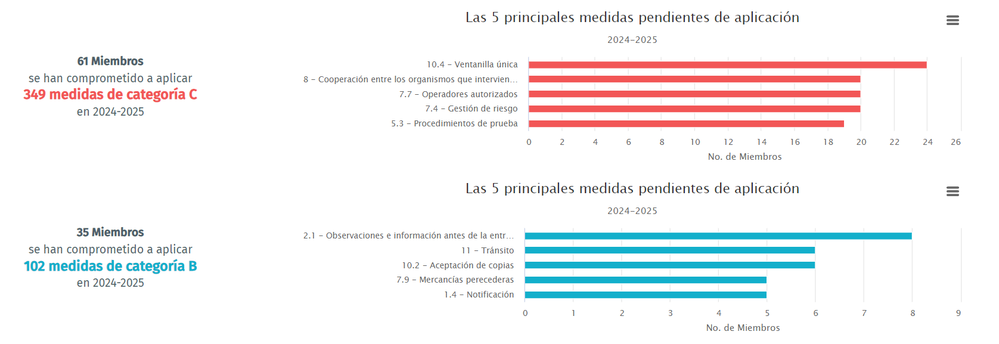 61 Miembros
se han comprometido a aplicar
349 medidas de categoría C
en 2024-2025
Las 5 principales medidas pendientes de aplicación
2024-2025
10.4 - Ventanilla única
8 - Cooperación entre los organismos que intervien...
7.7 - Operadores autorizados
7.4 - Gestión de riesgo
5.3 - Procedimientos de prueba
0 2 4 6 8 10 12 14 16 18 20 22 24 26
No. de Miembros
35 Miembros
se han comprometido a aplicar
102 medidas de categoría B
en 2024-2025
Las 5 principales medidas pendientes de aplicación
2024-2025
2.1 - Observaciones e información antes de la entr...
11 - Tránsito
10.2 - Aceptación de copias
7.9 - Mercancías perecederas
1.4 - Notificación
0 1 2 3 4 5 6 7 8 9
No. de Miembros